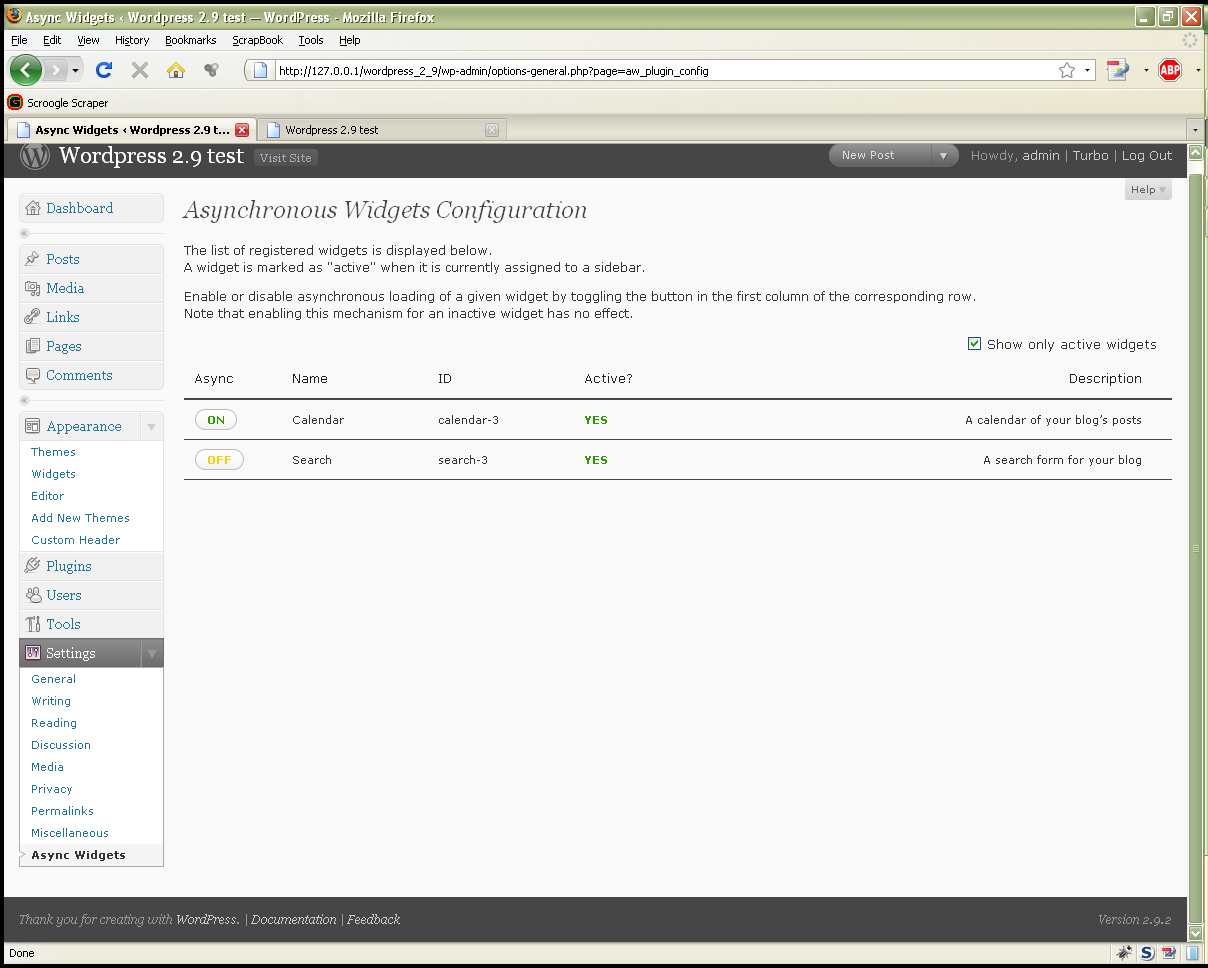 Async Widgets ‹ Wordpress 2.9 test — WordPress - Mozilla Firefox
File Edit View History Bookmarks ScrapBook Tools Help
http://127.0.0.1/wordpress_2_9/wp-admin/options-general.php?page=aw_plugin_config
ABP
G Scroogle Scraper
Async Widgets ‹ Wordpress 2.9 t... Wordpress 2.9 test
Wordpress 2.9 test Visit Site New Post Howdy, admin | Turbo | Log Out
Help
Dashboard
Posts
Media
Links
Pages
Comments
Appearance
Themes
Widgets
Editor
Add New Themes
Custom Header
Plugins
Users
Tools
Settings
General
Writing
Reading
Discussion
Media
Privacy
Permalinks
Miscellaneous
Async Widgets
Asynchronous Widgets Configuration
The list of registered widgets is displayed below.
A widget is marked as "active" when it is currently assigned to a sidebar.
Enable or disable asynchronous loading of a given widget by toggling the button in the first column of the corresponding row.
Note that enabling this mechanism for an inactive widget has no effect.
Show only active widgets
Async Name ID Active? Description
ON Calendar calendar-3 YES A calendar of your blog's posts
OFF Search search-3 YES A search form for your blog
Thank you for creating with WordPress. | Documentation | Feedback Version 2.9.2
Done S